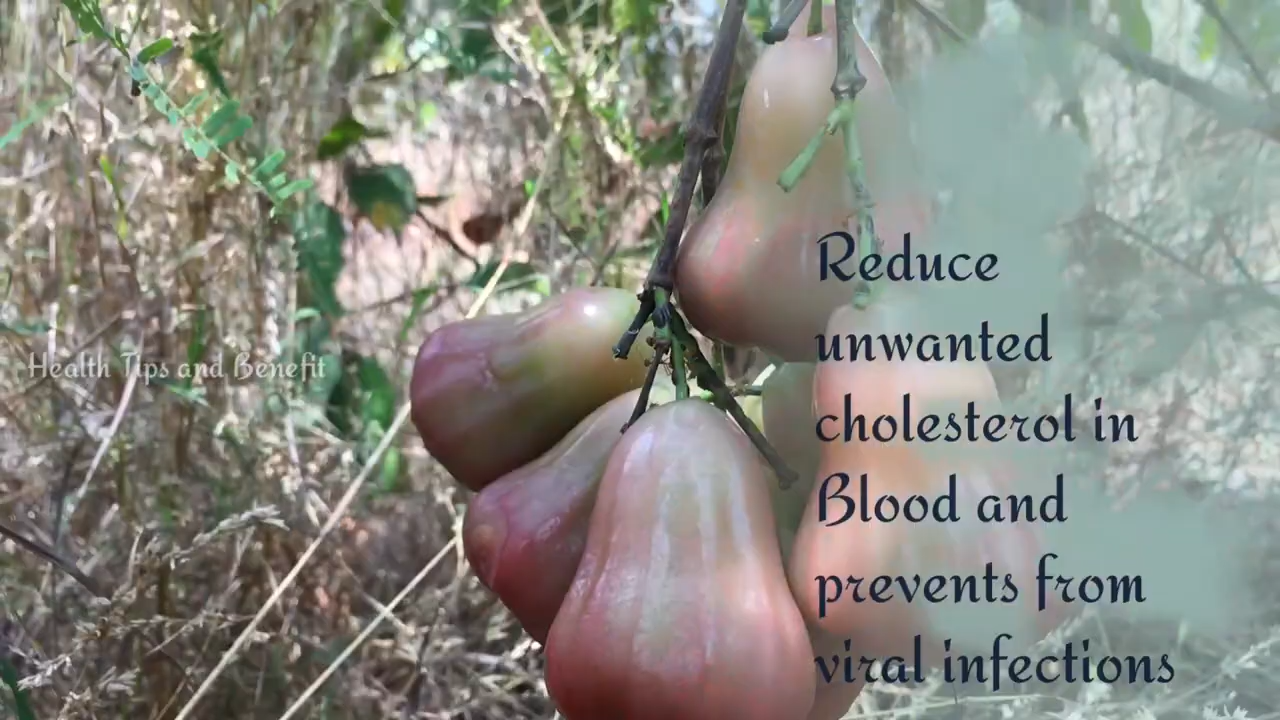 Health Tips and Benefit
Reduce
unwanted
cholesterol in
Blood and
prevents from
viral infections